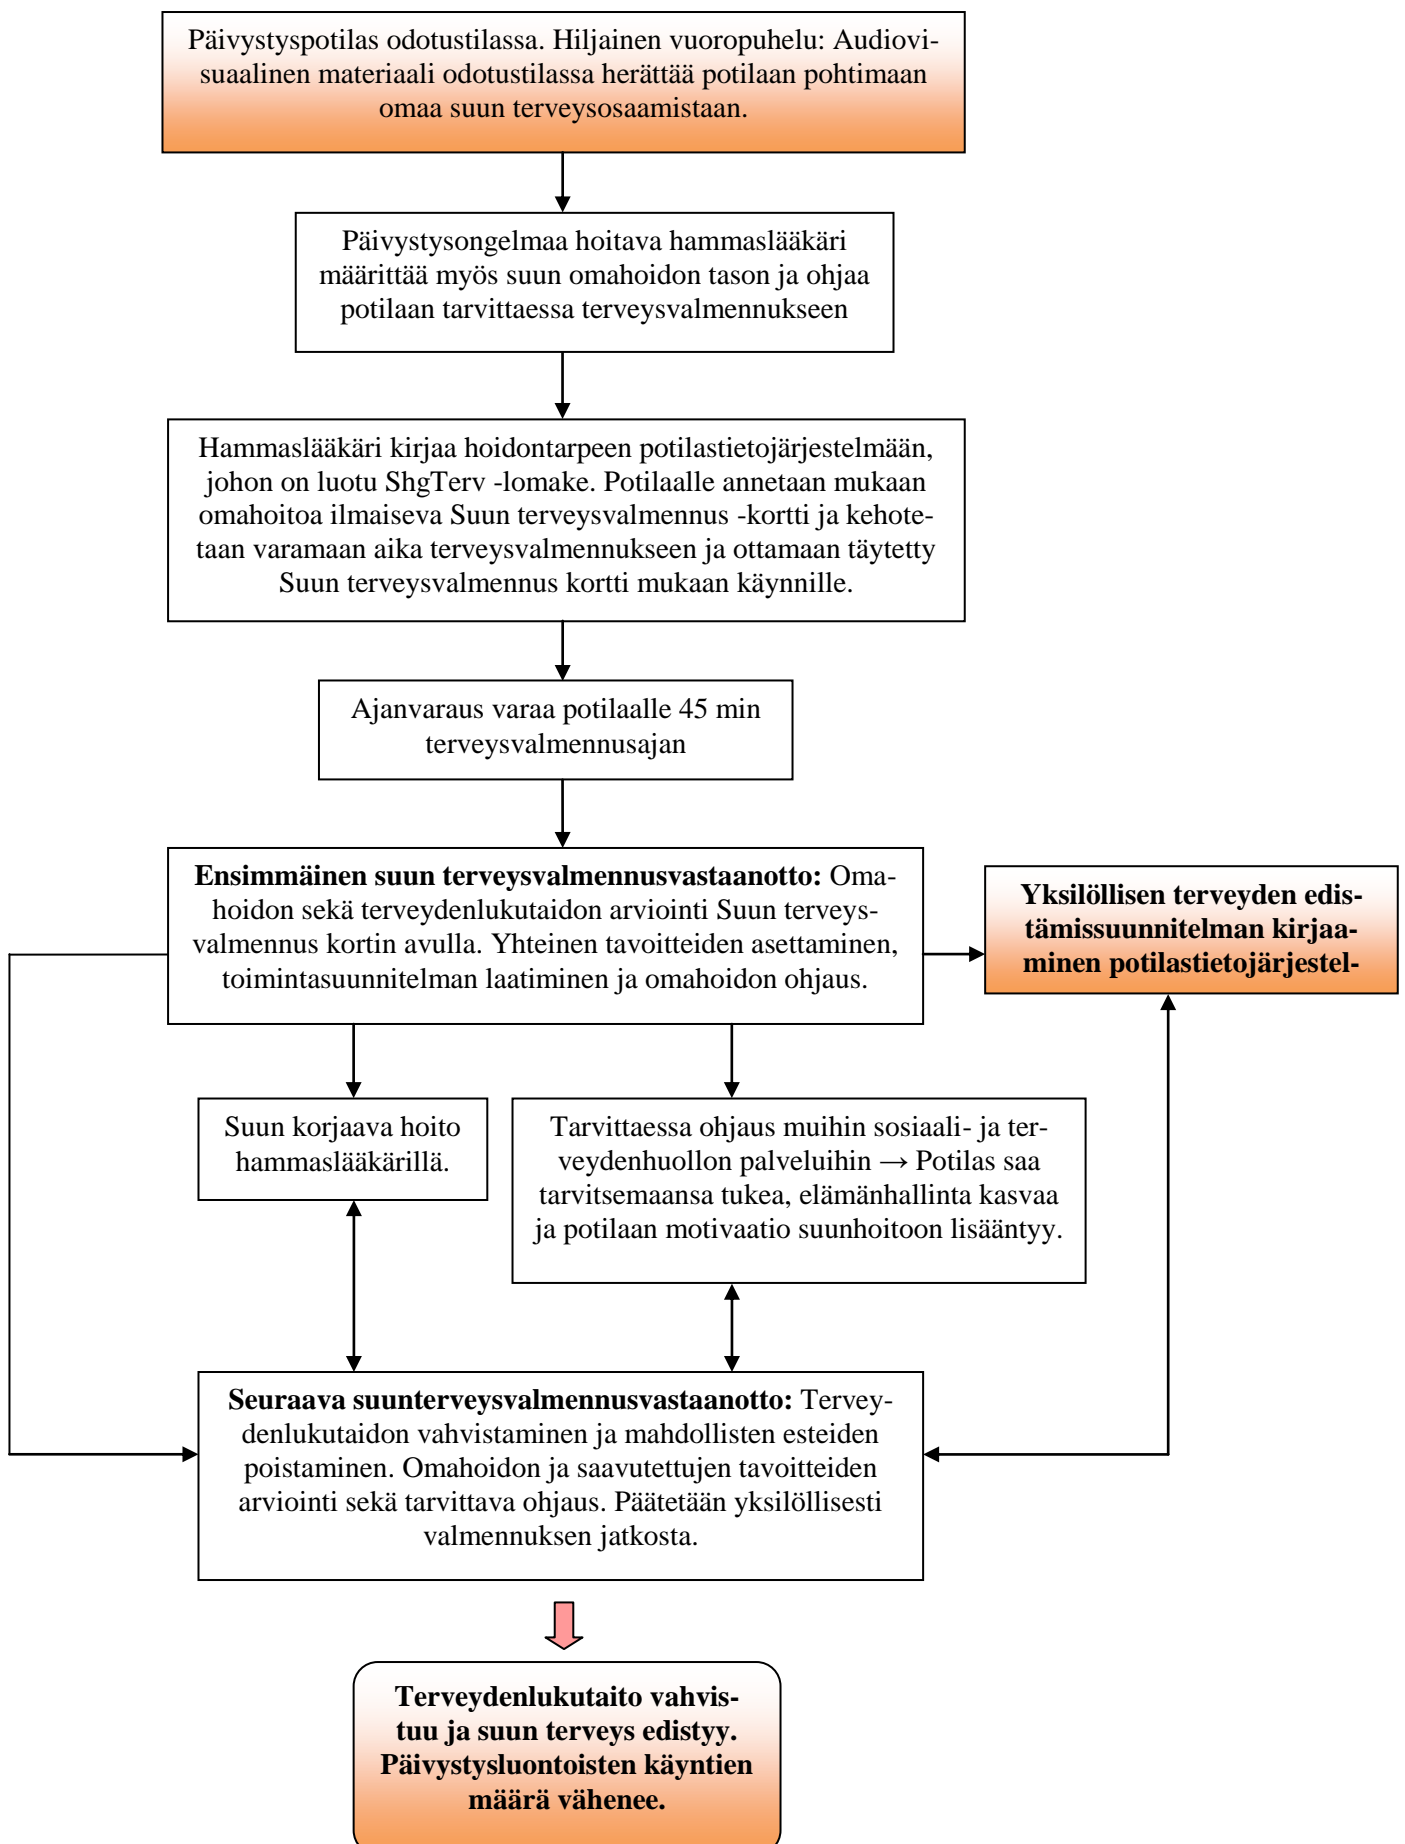 Päivystyspotilas odotustilassa. Hiljainen vuoropuhelu: Audiovi-
suaalinen materiaali odotustilassa herättää potilaan pohtimaan
omaa suun terveysosaamistaan.
Päivystysongelmaa hoitava hammaslääkäri
määrittää myös suun omahoidon tason ja ohjaa
potilaan tarvittaessa terveysvalmennukseen
Hammaslääkäri kirjaa hoidontarpeen potilastietojärjestelmään,
johon on luotu ShgTerv -lomake. Potilaalle annetaan mukaan
omahoitoa ilmaiseva Suun terveysvalmennus -kortti ja kehote-
taan varamaan aika terveysvalmennukseen ja ottamaan täytetty
Suun terveysvalmennus kortti mukaan käynnille.
Ajanvaraus varaa potilaalle 45 min
terveysvalmennusajan
Ensimmäinen suun terveysvalmennusvastaanotto: Oma-
hoidon sekä terveydenlukutaidon arviointi Suun terveys-
valmennus kortin avulla. Yhteinen tavoitteiden asettaminen,
toimintasuunnitelman laatiminen ja omahoidon ohjaus.
Yksilöllisen terveyden edis-
tämissuunnitelman kirjaa-
minen potilastietojärjestel-
Suun korjaava hoito
hammaslääkärillä.
Tarvittaessa ohjaus muihin sosiaali- ja ter-
veydenhuollon palveluihin → Potilas saa
tarvitsemaansa tukea, elämänhallinta kasvaa
ja potilaan motivaatio suunhoitoon lisääntyy.
Seuraava suunterveysvalmennusvastaanotto: Tervey-
denlukutaidon vahvistaminen ja mahdollisten esteiden
poistaminen. Omahoidon ja saavutettujen tavoitteiden
arviointi sekä tarvittava ohjaus. Päätetään yksilöllisesti
valmennuksen jatkosta.
Terveydenlukutaito vahvis-
tuu ja suun terveys edistyy.
Päivystysluontoisten käyntien
määrä vähenee.